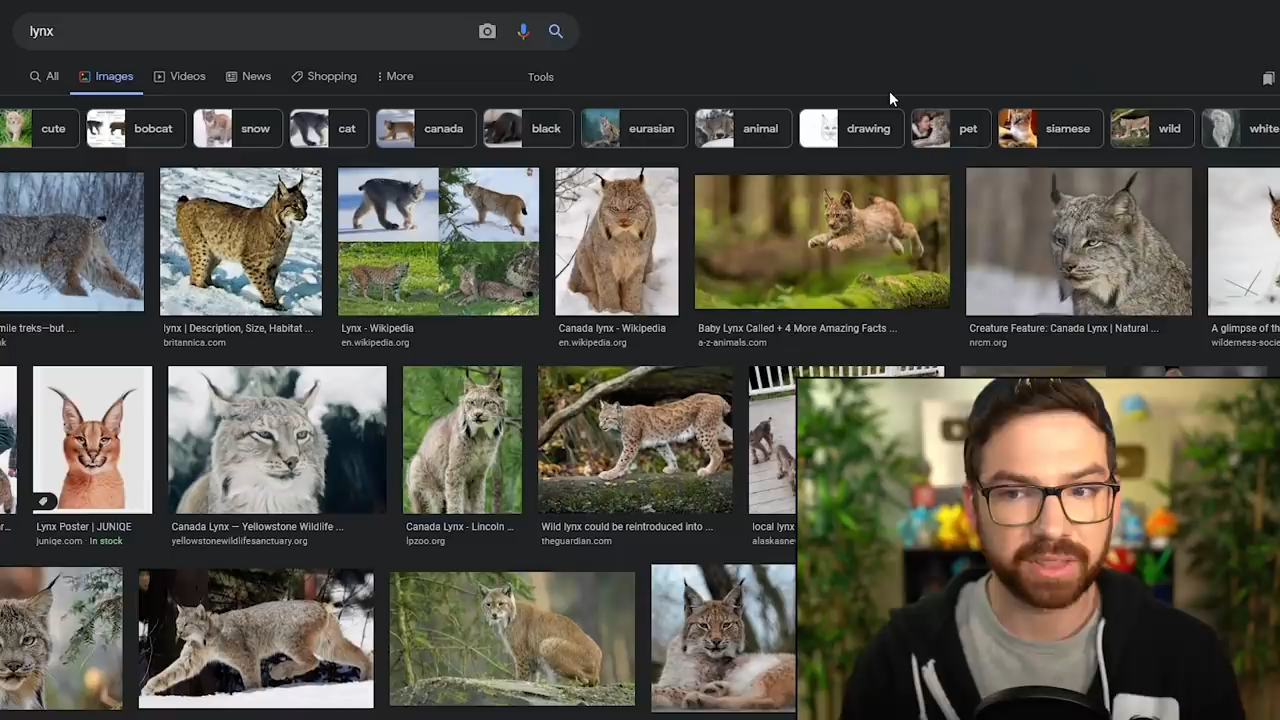 lynx
All
Images
Videos
News
Shopping
More
Tools
cute
bobcat
snow
cat
canada
black
eurasian
animal
drawing
pet
siamese
wild
white
mile treks—but ...
lynx | Description, Size, Habitat ...
britannica.com
Lynx - Wikipedia
en.wikipedia.org
Canada lynx - Wikipedia
en.wikipedia.org
Baby Lynx Called + 4 More Amazing Facts ...
a-z-animals.com
Creature Feature: Canada Lynx | Natural ...
nrcm.org
A glimpse of th
wilderness-socie
Lynx Poster | JUNIQE
juniqe.com · In stock
Canada Lynx — Yellowstone Wildlife ...
yellowstonewildlifesanctuary.org
Canada Lynx - Lincoln ...
lpzoo.org
Wild lynx could be reintroduced into ...
theguardian.com
local lynx
alaskasne